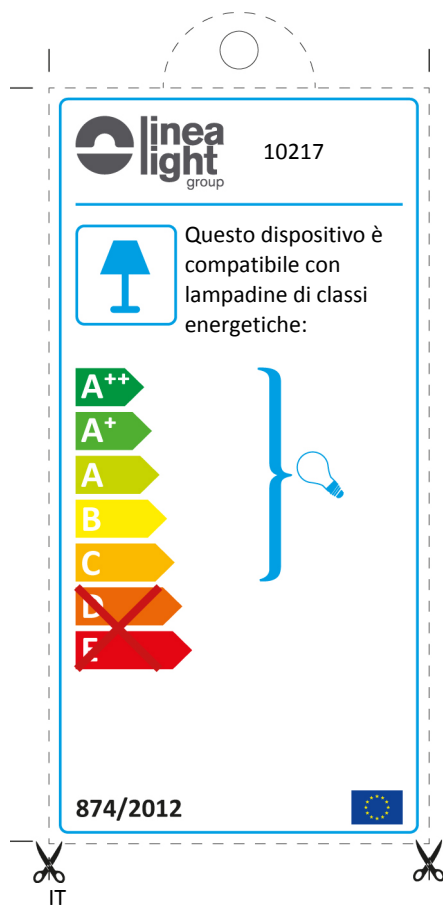 linea
light
group
10217
Questo dispositivo è
compatibile con
lampadine di classi
energetiche:
A++
A+
A
B
C
D
E
874/2012
IT